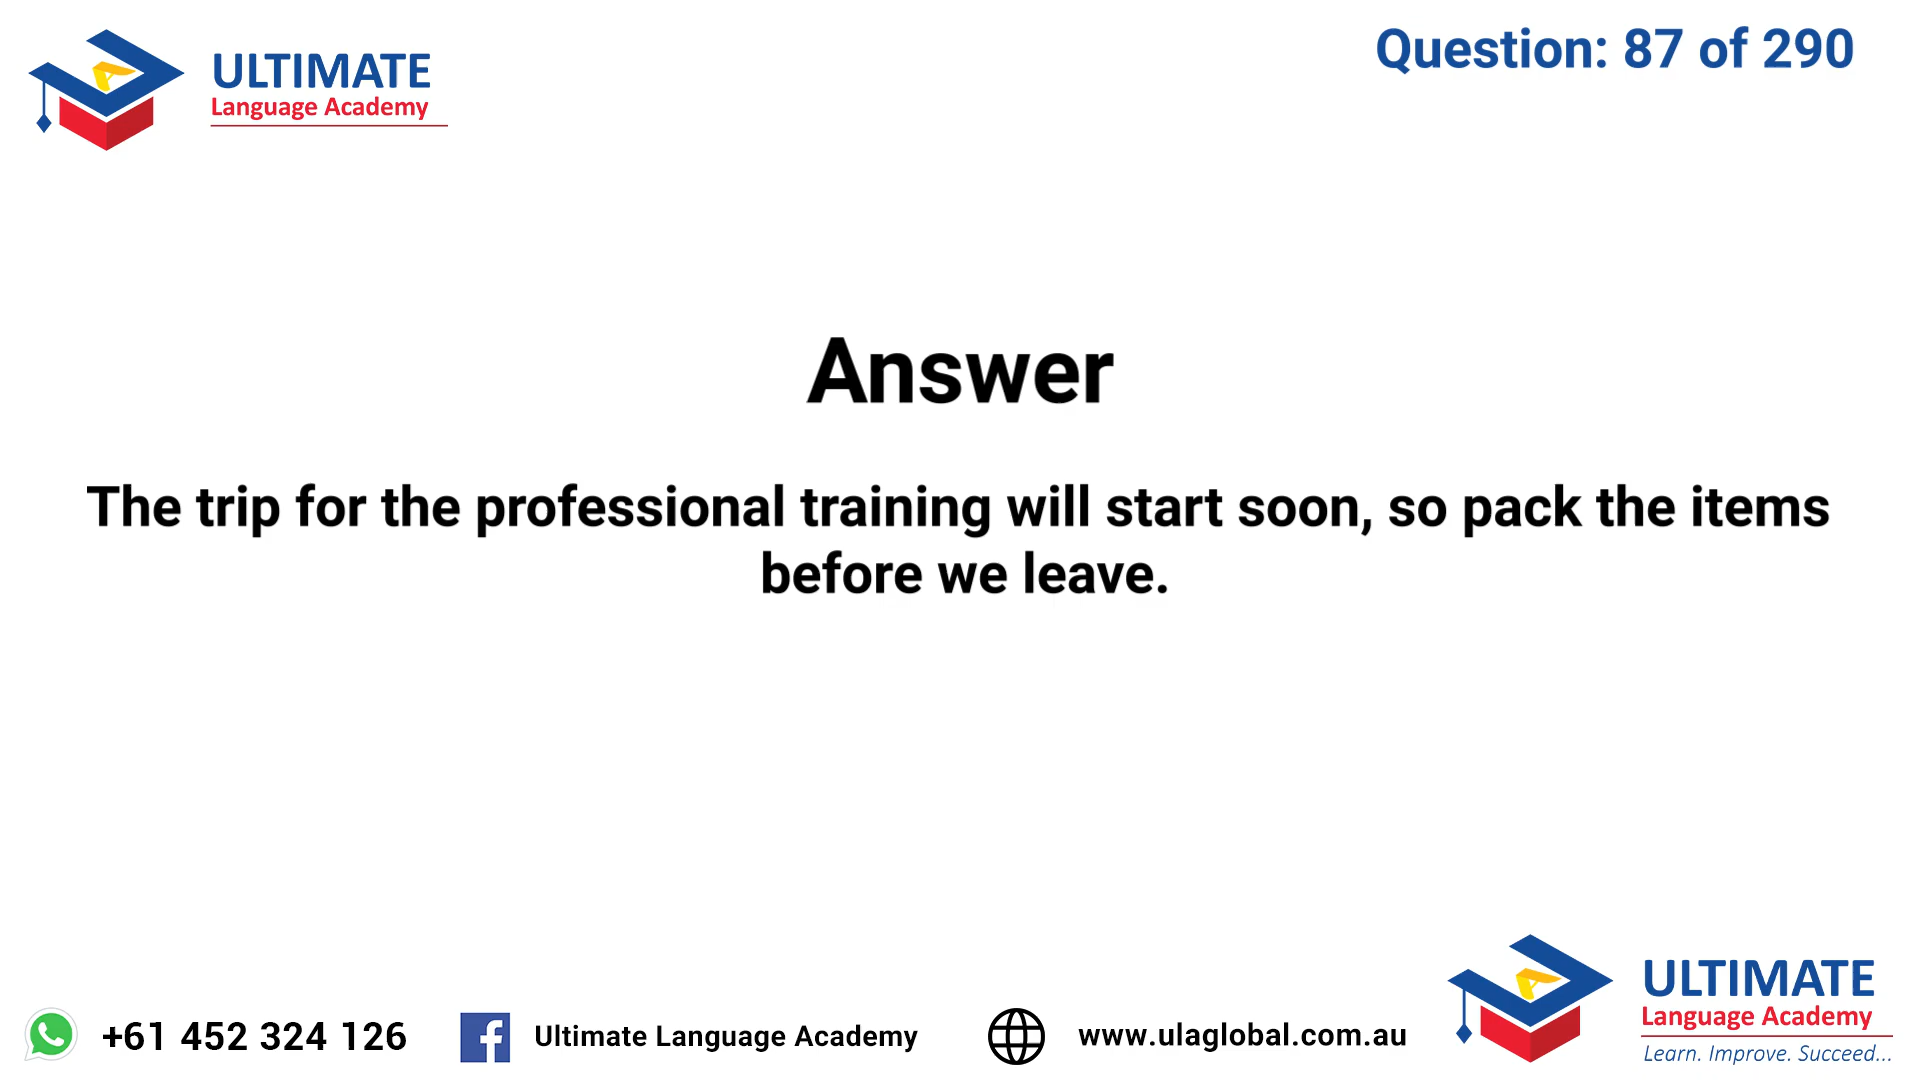 ULTIMATE
Language Academy
Question: 87 of 290
Answer
The trip for the professional training will start soon, so pack the items
before we leave.
+61 452 324 126
Ultimate Language Academy
www.ulaglobal.com.au
ULTIMATE
Language Academy
Learn. Improve. Succeed...